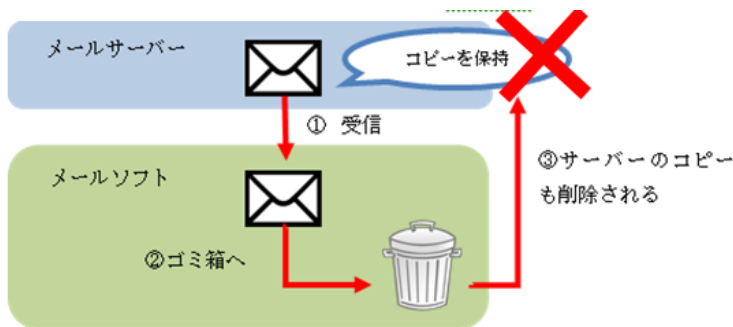 メールサーバー
コピーを保持
① 受信
メールソフト
②ゴミ箱へ
③サーバーのコピー
も削除される